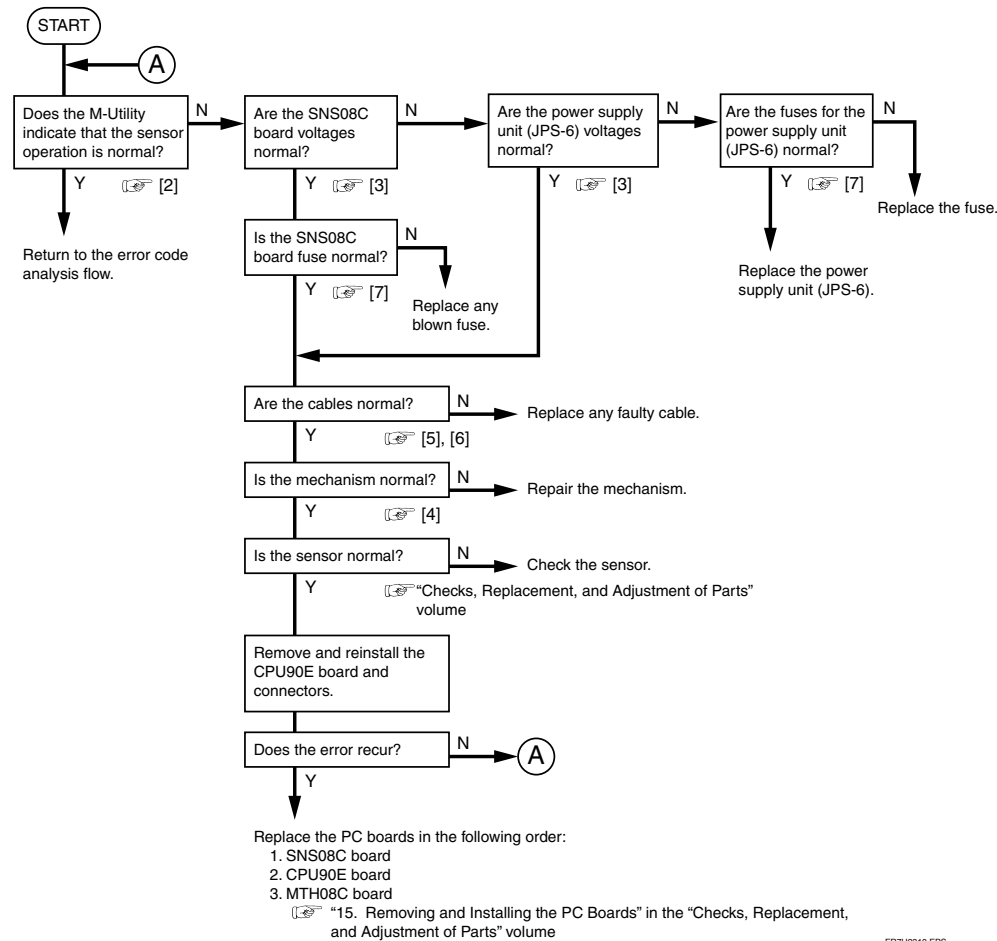 START
A
Does the M-Utility
indicate that the sensor
operation is normal?
N
Y
[2]
Return to the error code
analysis flow.
Are the SNS08C
board voltages
normal?
N
Y
[3]
Are the power supply
unit (JPS-6) voltages
normal?
N
Y
[3]
Are the fuses for the
power supply unit
(JPS-6) normal?
N
Y
[7]
Replace the fuse.
Replace the power
supply unit (JPS-6).
Is the SNS08C
board fuse normal?
N
Y
[7]
Replace any
blown fuse.
Are the cables normal?
N
Replace any faulty cable.
Y
[5], [6]
Is the mechanism normal?
N
Repair the mechanism.
Y
[4]
Is the sensor normal?
N
Check the sensor.
Y
“Checks, Replacement, and Adjustment of Parts”
volume
Remove and reinstall the
CPU90E board and
connectors.
Does the error recur?
N
A
Y
Replace the PC boards in the following order:
1. SNS08C board
2. CPU90E board
3. MTH08C board
“15. Removing and Installing the PC Boards” in the “Checks, Replacement,
and Adjustment of Parts” volume